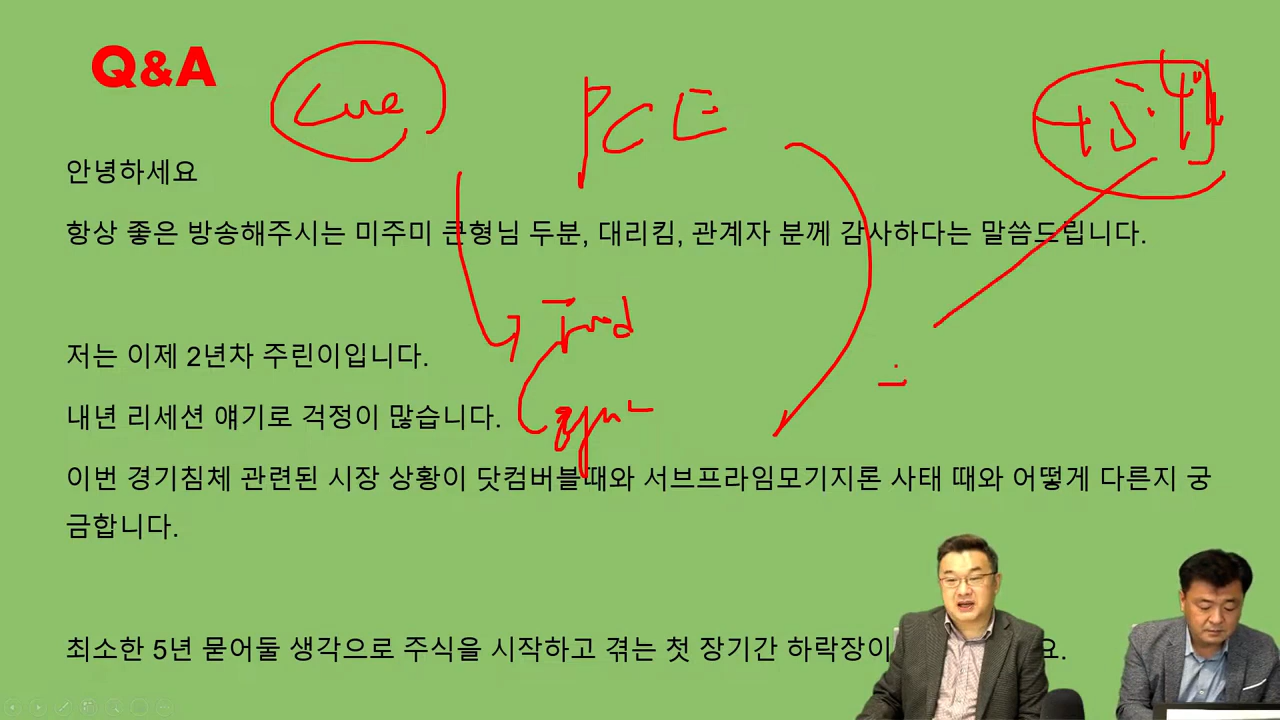 Q&A
PCE
안녕하세요
항상 좋은 방송해주시는 미주미 큰형님 두분, 대리킴, 관계자 분께 감사하다는 말씀드립니다.
저는 이제 2년차 주린이입니다.
내년 리세션 얘기로 걱정이 많습니다.
이번 경기침체 관련된 시장 상황이 닷컴버블때와 서브프라임모기지론 사태 때와 어떻게 다른지 궁
금합니다.
최소한 5년 묻어둘 생각으로 주식을 시작하고 겪는 첫 장기간 하락장이